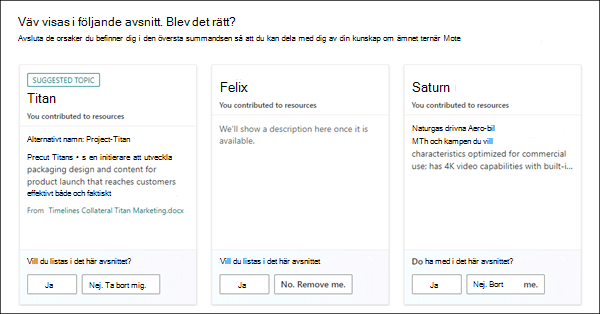 Väv visas i följande avsnitt. Blev det rätt?
Avsluta de orsaker du befinner dig i den översta summandsen så att du kan dela med dig av din kunskap om ämnet ternär Mote
SUGGESTED TOPIC
Titan
You contributed to resources
Alternativt namn: Project-Titan
Precut Titans • s en initierare att utveckla
packaging design and content for
product launch that reaches customers
effektivt både och faktiskt
From Timelines Collateral Titan Marketing.docx
Vill du listas i det här avsnittet?
Ja
Nej. Ta bort mig.
Felix
You contributed to resources
We'll show a description here once it is
available.
Vill du listas i det här avsnittet
Ja
No. Remove me.
Saturn
You contributed to resources
Naturgas drivna Aero-bil
MTh och kampen du vill
characteristics optimized for commercial
use; has 4K video capabilities with built-i...
Do ha med i det här avsnittet?
Ja
Nej. Bort me.